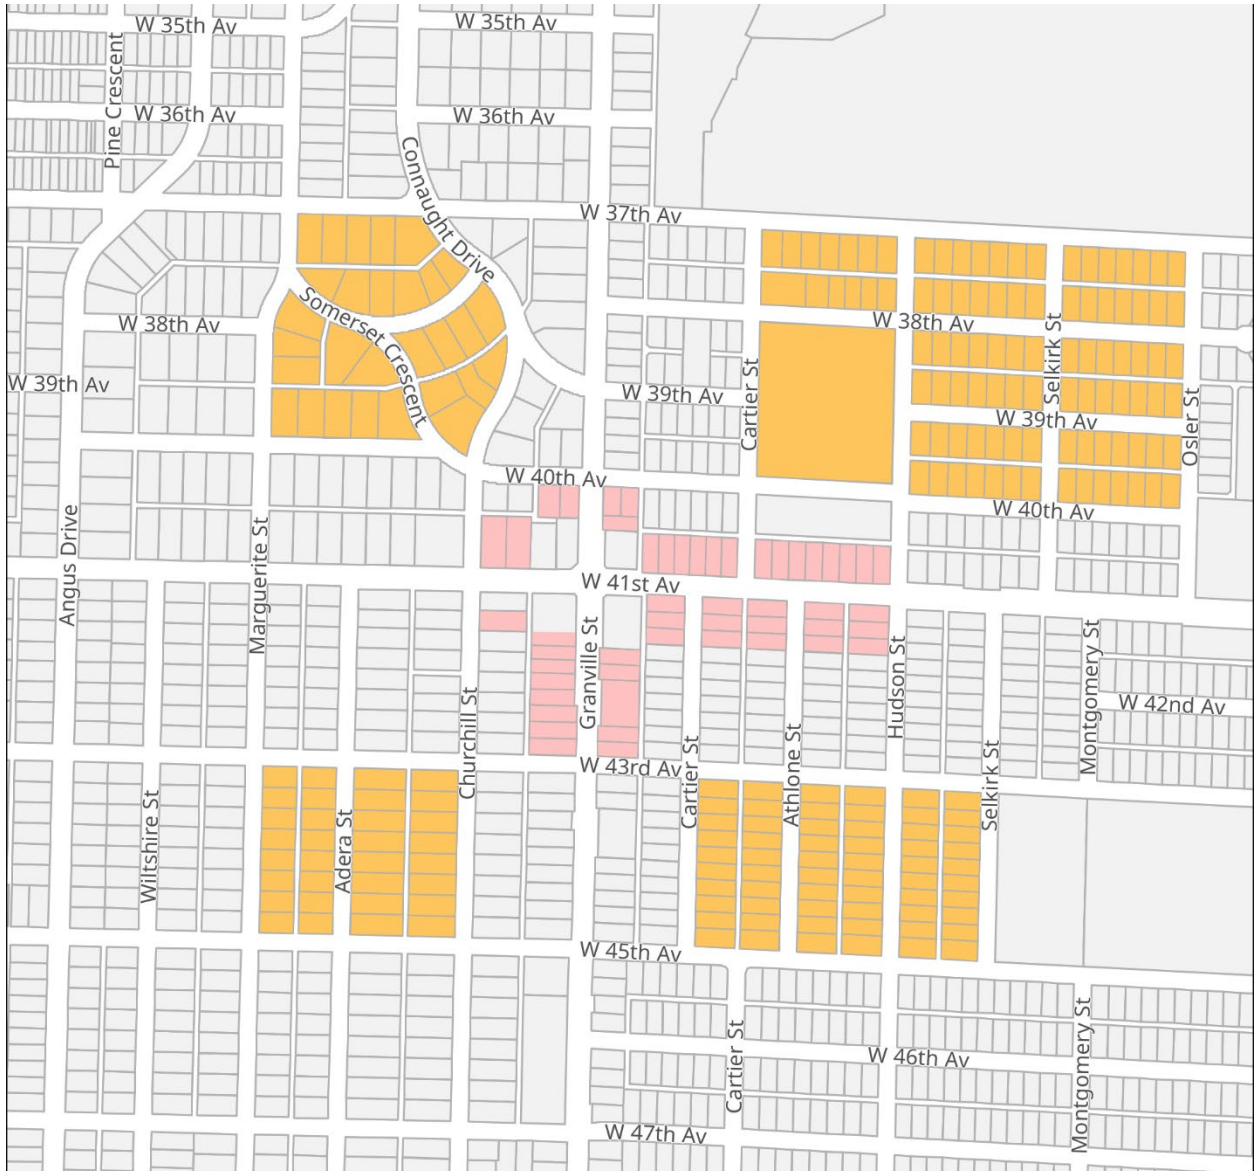 W 35th Av
W 35th Av
Pine Crescent
W 36th Av
W 36th Av
Connaught Drive
W 37th Av
Somerset Crescent
W 38th Av
W 38th Av
Selkirk St
W 39th Av
W 39th Av
Cartier St
W 39th Av
Osler St
W 40th Av
W 40th Av
Angus Drive
Marguerite St
W 41st Av
Granville St
Hudson St
Montgomery St
W 42nd Av
Churchill St
Cartier St
Athlone St
Selkirk St
W 43rd Av
Wiltshire St
Adera St
W 45th Av
Cartier St
W 46th Av
Montgomery St
W 47th Av